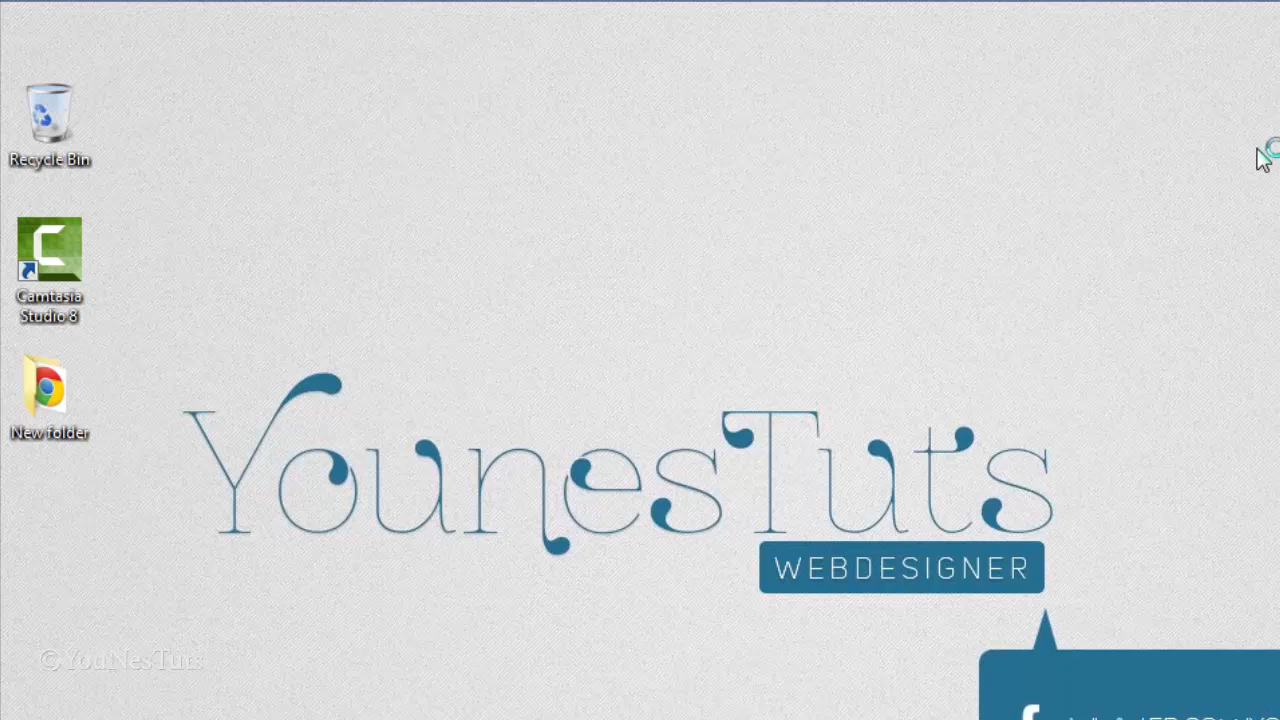 Recycle Bin
Camtasia
Studio 8
New folder
YounesTuts
WEBDESIGNER
©YouNesTuts